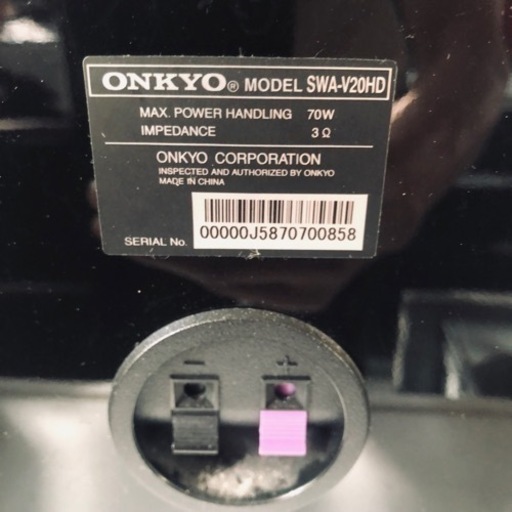 ONKYO® MODEL SWA-V20HD
MAX. POWER HANDLING 70W
IMPEDANCE 3 Ω
ONKYO CORPORATION
INSPECTED AND AUTHORIZED BY ONKYO
MADE IN CHINA
SERIAL No. 00000J5870700858
− +